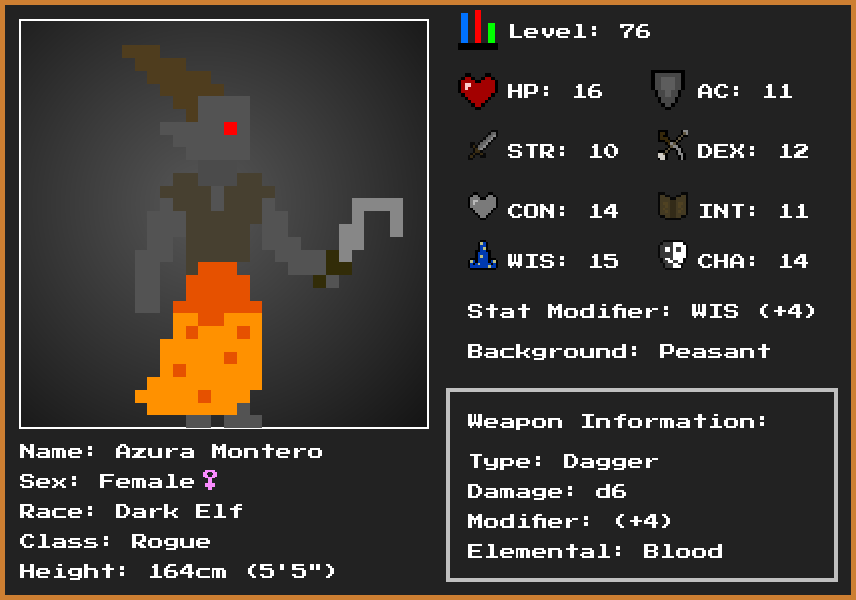 Level: 76
HP: 16
AC: 11
STR: 10
DEX: 12
CON: 14
INT: 11
WIS: 15
CHA: 14
Stat Modifier: WIS (+4)
Background: Peasant
Weapon Information:
Type: Dagger
Damage: d6
Modifier: (+4)
Elemental: Blood
Name: Azura Montero
Sex: Female♀
Race: Dark Elf
Class: Rogue
Height: 164cm (5'5")